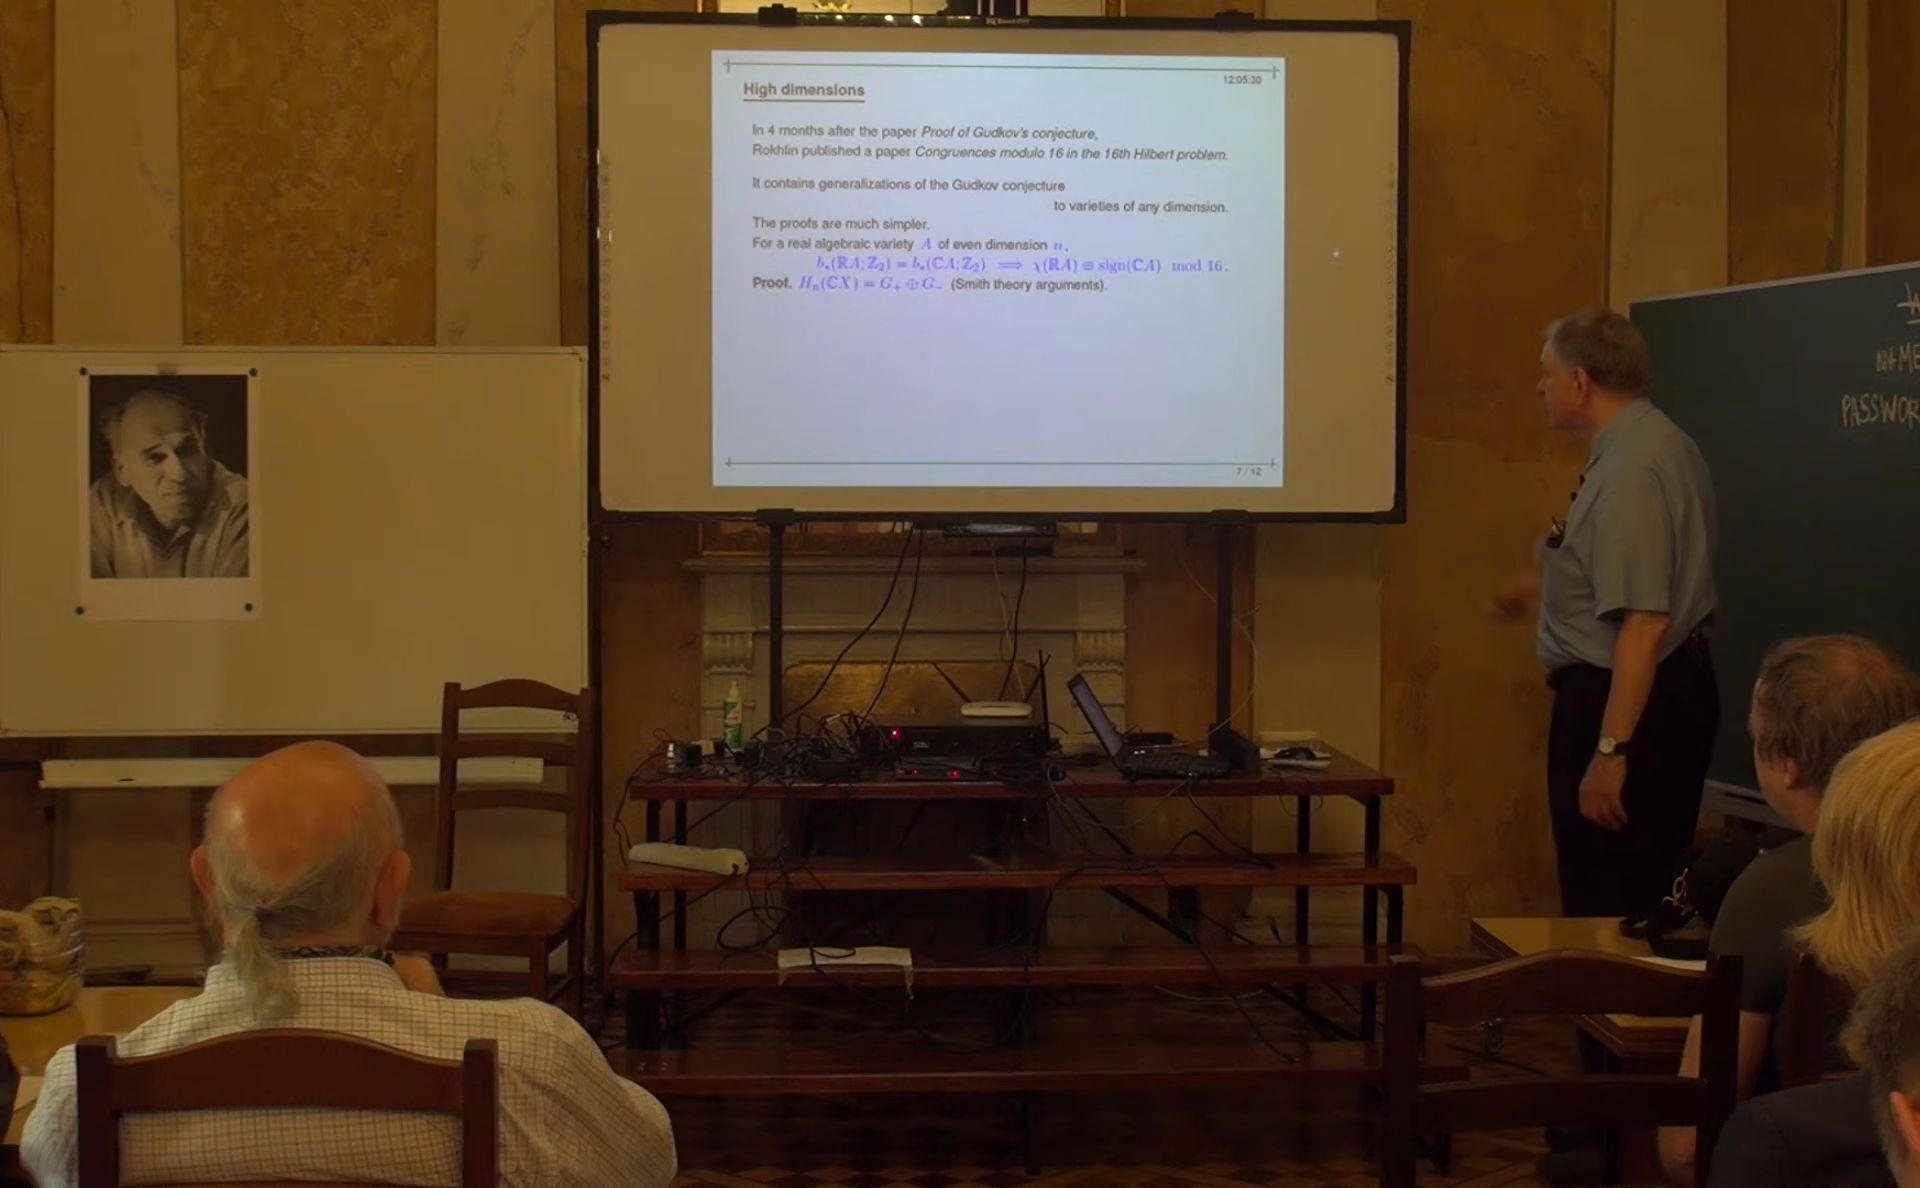 High dimensions
12:05:30
In 4 months after the paper Proof of Gudkov's conjecture,
Rokhlin published a paper Congruences modulo 16 in the 16th Hilbert problem.
It contains generalizations of the Gudkov conjecture
to varieties of any dimension.
The proofs are much simpler.
For a real algebraic variety A of even dimension n,
b∗(ℝA;ℤ₂) = b∗(ℂA;ℤ₂) ⟹ χ(ℝA) ≡ sign(ℂA) mod 16.
Proof. Hₙ(ℂX) = G₊ ⊕ G₋ (Smith theory arguments).
7 / 12